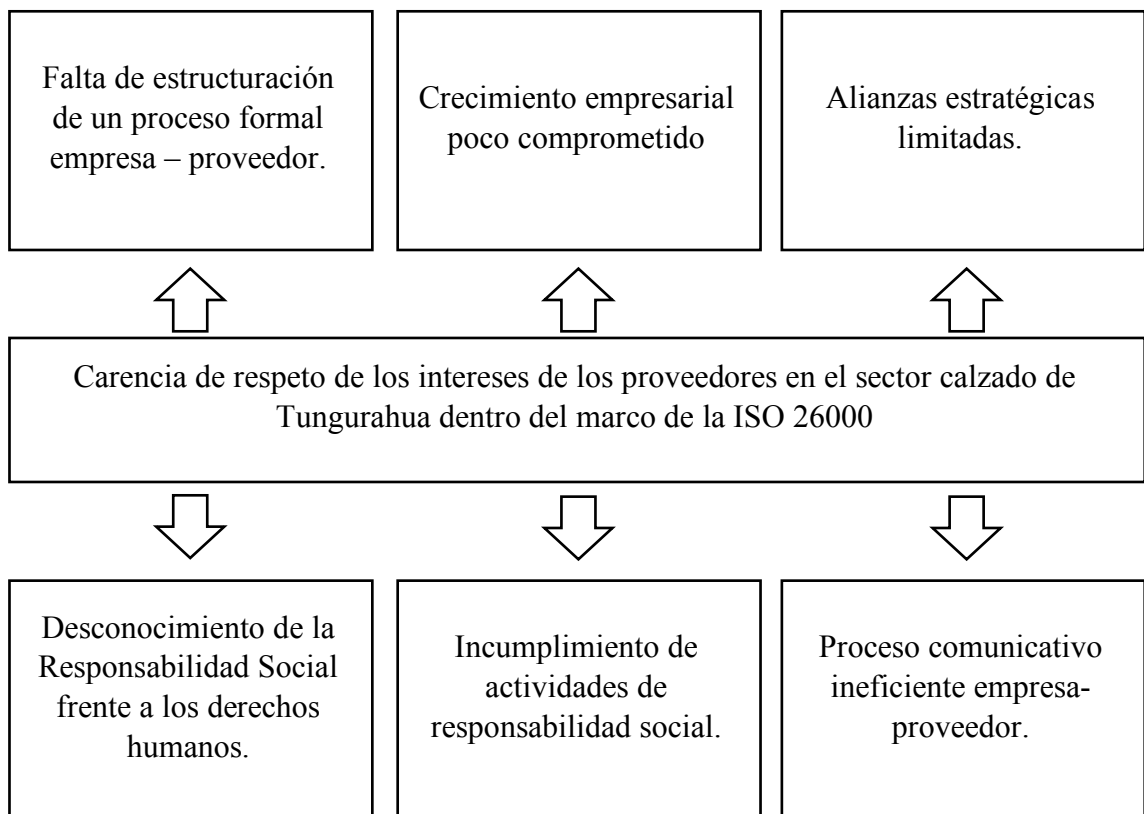 Falta de estructuración
de un proceso formal
empresa – proveedor.
Crecimiento empresarial
poco comprometido
Alianzas estratégicas
limitadas.
Carencia de respeto de los intereses de los proveedores en el sector calzado de
Tungurahua dentro del marco de la ISO 26000
Desconocimiento de la
Responsabilidad Social
frente a los derechos
humanos.
Incumplimiento de
actividades de
responsabilidad social.
Proceso comunicativo
ineficiente empresa-
proveedor.